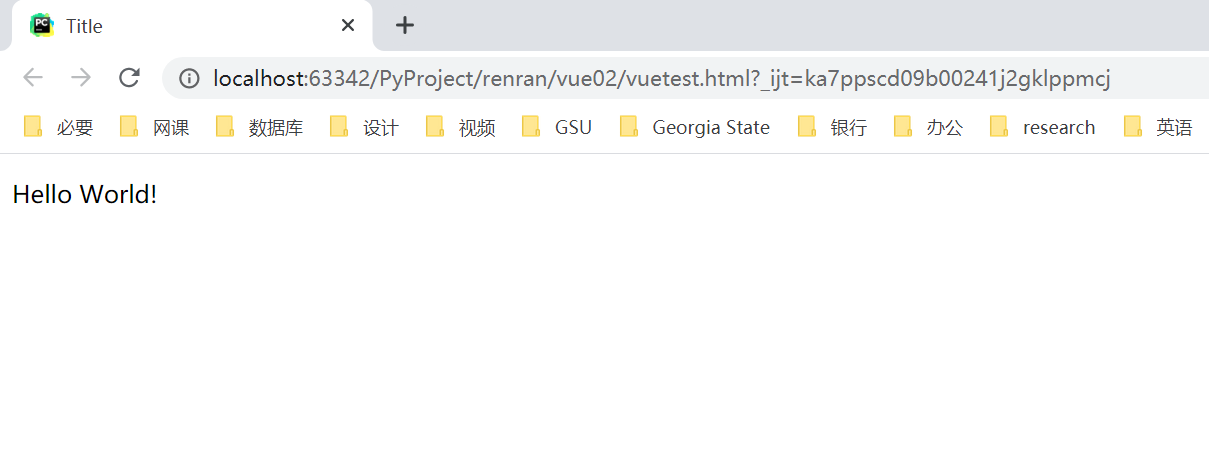 PC Title
localhost:63342/PyProject/renran/vue02/vuetest.html?_ijt=ka7ppscd09b00241j2gklppmcj
必要 网课 数据库 设计 视频 GSU Georgia State 银行 办公 research 英语
Hello World!